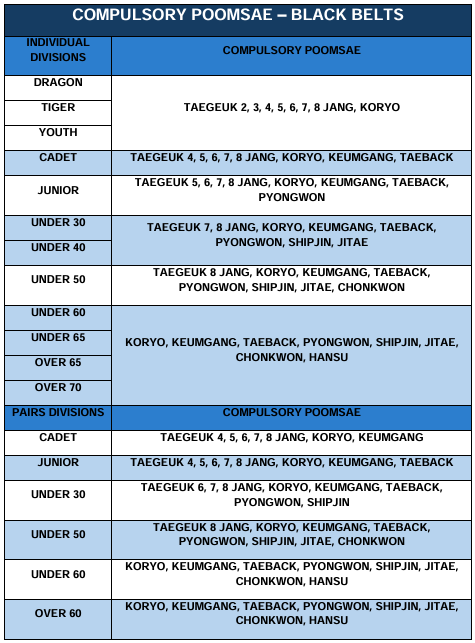 COMPULSORY POOMSAE – BLACK BELTS
INDIVIDUAL
DIVISIONS
COMPULSORY POOMSAE
DRAGON
TIGER
YOUTH
TAEGEUK 2, 3, 4, 5, 6, 7, 8 JANG, KORYO
CADET
TAEGEUK 4, 5, 6, 7, 8 JANG, KORYO, KEUMGANG, TAEBACK
JUNIOR
TAEGEUK 5, 6, 7, 8 JANG, KORYO, KEUMGANG, TAEBACK,
PYONGWON
UNDER 30
UNDER 40
TAEGEUK 7, 8 JANG, KORYO, KEUMGANG, TAEBACK,
PYONGWON, SHIPJIN, JITAE
UNDER 50
TAEGEUK 8 JANG, KORYO, KEUMGANG, TAEBACK,
PYONGWON, SHIPJIN, JITAE, CHONKWON
UNDER 60
UNDER 65
OVER 65
OVER 70
KORYO, KEUMGANG, TAEBACK, PYONGWON, SHIPJIN, JITAE,
CHONKWON, HANSU
PAIRS DIVISIONS
COMPULSORY POOMSAE
CADET
TAEGEUK 4, 5, 6, 7, 8 JANG, KORYO, KEUMGANG
JUNIOR
TAEGEUK 4, 5, 6, 7, 8 JANG, KORYO, KEUMGANG, TAEBACK
UNDER 30
TAEGEUK 6, 7, 8 JANG, KORYO, KEUMGANG, TAEBACK,
PYONGWON, SHIPJIN
UNDER 50
TAEGEUK 8 JANG, KORYO, KEUMGANG, TAEBACK,
PYONGWON, SHIPJIN, JITAE, CHONKWON
UNDER 60
KORYO, KEUMGANG, TAEBACK, PYONGWON, SHIPJIN, JITAE,
CHONKWON, HANSU
OVER 60
KORYO, KEUMGANG, TAEBACK, PYONGWON, SHIPJIN, JITAE,
CHONKWON, HANSU